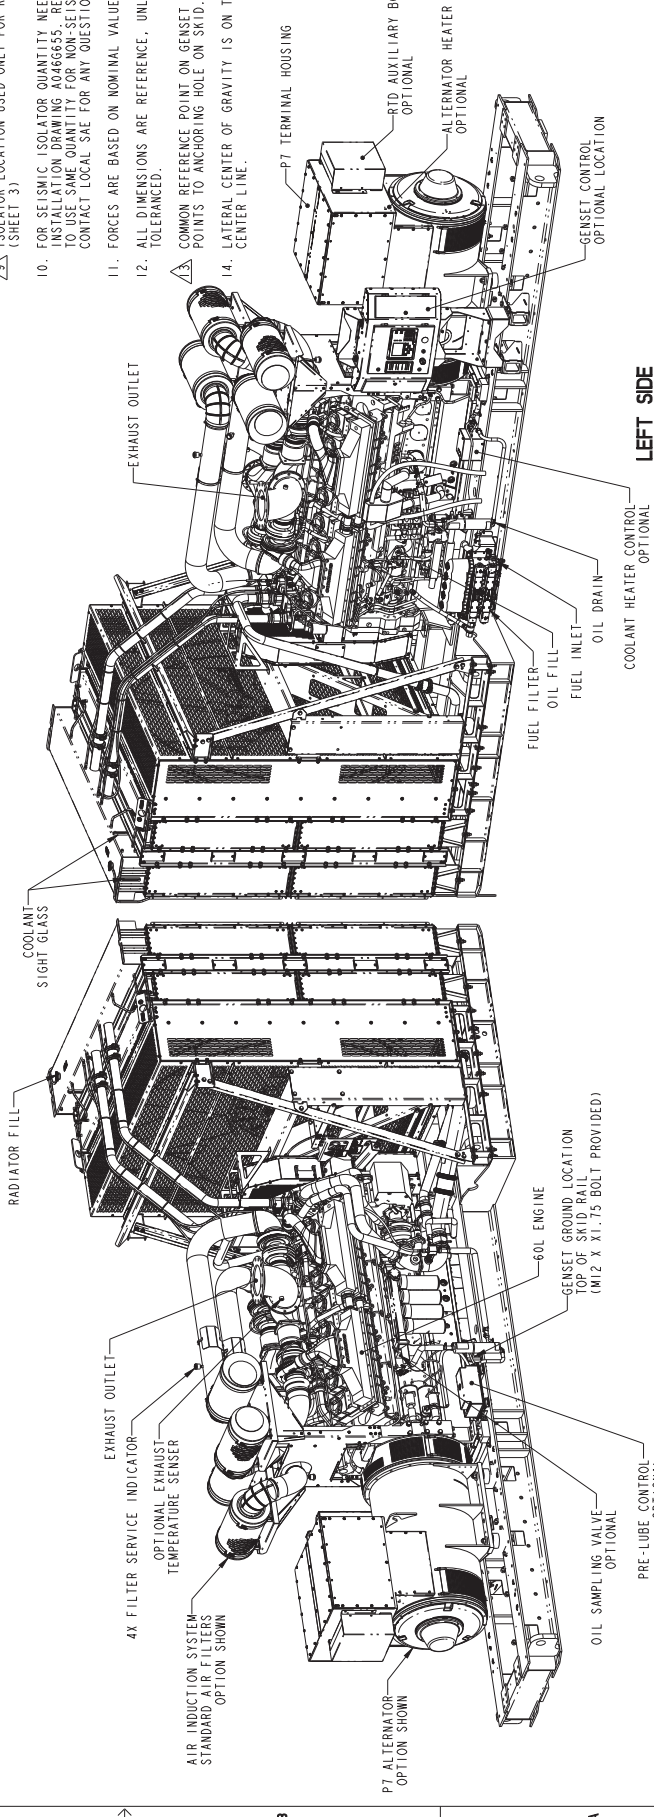 (SHEET 3)
10. FOR SEISMIC ISOLATOR QUANTITY
INSTALLATION DRAWING A046G655.
TO USE SAME QUANTITY FOR NON-SEIS
CONTACT LOCAL SAE FOR ANY QUESTIO
11. FORCES ARE BASED ON NOMINAL VALUE
12. ALL DIMENSIONS ARE REFERENCE, UNL
TOLERANCED.
13. COMMON REFERENCE POINT ON GENSET
POINTS TO ANCHORING HOLE ON SKID.
14. LATERAL CENTER OF GRAVITY IS ON T
CENTER LINE.
RADIATOR FILL
COOLANT
SIGHT GLASS
EXHAUST OUTLET
P7 TERMINAL HOUSING
RTD AUXILIARY BO
OPTIONAL
ALTERNATOR HEATER
OPTIONAL
GENSET CONTROL
OPTIONAL LOCATION
EXHAUST OUTLET
4X FILTER SERVICE INDICATOR
OPTIONAL EXHAUST
TEMPERATURE SENSER
AIR INDUCTION SYSTEM
STANDARD AIR FILTERS
OPTION SHOWN
P7 ALTERNATOR
OPTION SHOWN
60L ENGINE
GENSET GROUND LOCATION
TOP OF SKID RAIL
(M12 X X1.75 BOLT PROVIDED)
OIL SAMPLING VALVE
OPTIONAL
PRE-LUBE CONTROL
FUEL FILTER
OIL FILL
FUEL INLET
OIL DRAIN
COOLANT HEATER CONTROL
OPTIONAL
LEFT SIDE
B
A